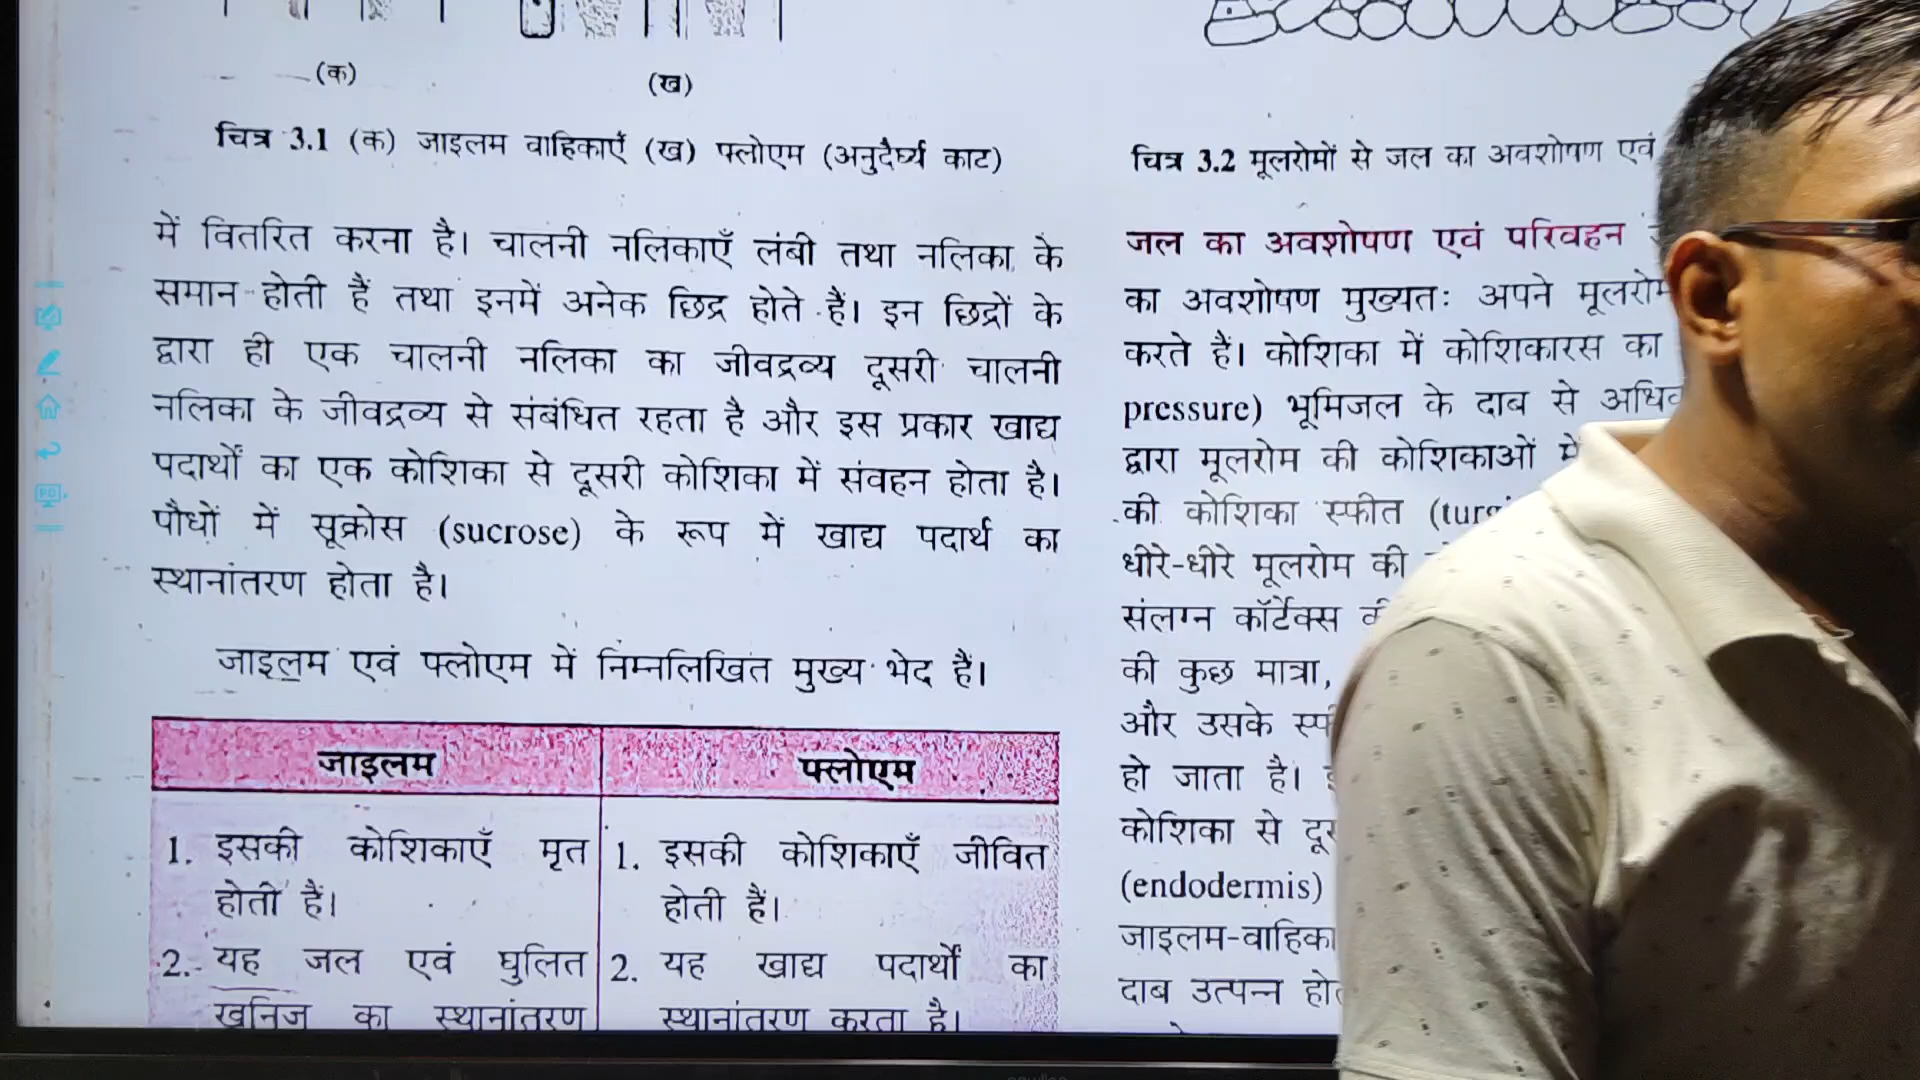 (क)
(ख)
चित्र 3.1 (क) जाइलम वाहिकाएँ (ख) फ्लोएम (अनुदैर्घ्य काट)
में वितरित करना है। चालनी नलिकाएँ लंबी तथा नलिका के
समान होती हैं तथा इनमें अनेक छिद्र होते हैं। इन छिद्रों के
द्वारा ही एक चालनी नलिका का जीवद्रव्य दूसरी चालनी
नलिका के जीवद्रव्य से संबंधित रहता है और इस प्रकार खाद्य
पदार्थों का एक कोशिका से दूसरी कोशिका में संवहन होता है।
पौधों में सूक्रोस (sucrose) के रूप में खाद्य पदार्थ का
स्थानांतरण होता है।
जाइलम एवं फ्लोएम में निम्नलिखित मुख्य भेद हैं।
जाइलम
1. इसकी कोशिकाएँ मृत
होती हैं।
2. यह जल एवं घुलित
खनिज का स्थानांतरण
फ्लोएम
1. इसकी कोशिकाएँ जीवित
होती हैं।
2. यह खाद्य पदार्थों का
स्थानांतरण करता है।
चित्र 3.2 मूलरोमों से जल का अवशोषण एवं
जल का अवशोषण एवं परिवहन
का अवशोषण मुख्यतः अपने
करते हैं। कोशिका में कोशिकारस का
pressure) भूमिजल के दाब से
द्वारा मूलरोम की कोशिकाओं में
की कोशिका स्फीत
धीरे-धीरे मूलरोम की
संलग्न कॉर्टेक्स
की कुछ मात्रा,
और उसके
हो जाता है।
कोशिका से
(endodermis)
दाब उत्पन्न